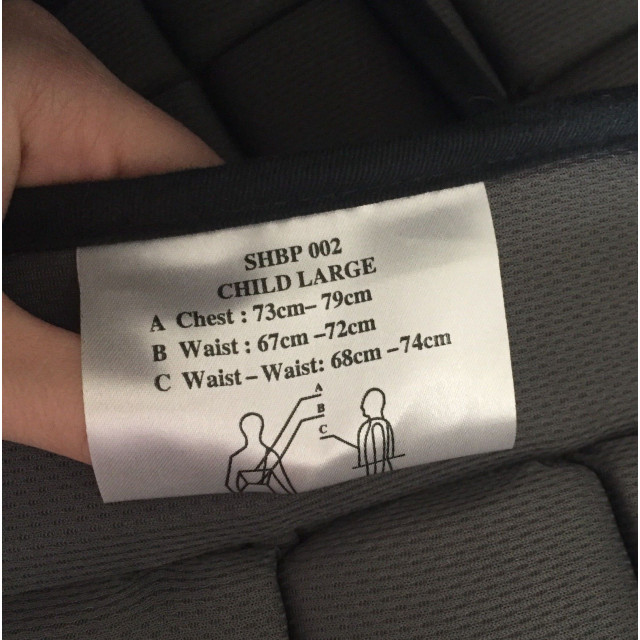 SHBP 002
CHILD LARGE
A Chest : 73cm– 79cm
B Waist : 67cm –72cm
C Waist – Waist: 68cm –74cm
A
B
C